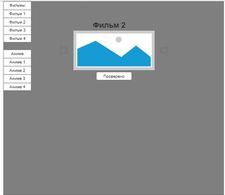 Фильмы
Фильм 1
Фильм 2
Фильм 3
Фильм 4
Аниме
Аниме 1
Аниме 2
Аниме 3
Аниме 4
Фильм 2
Проверено